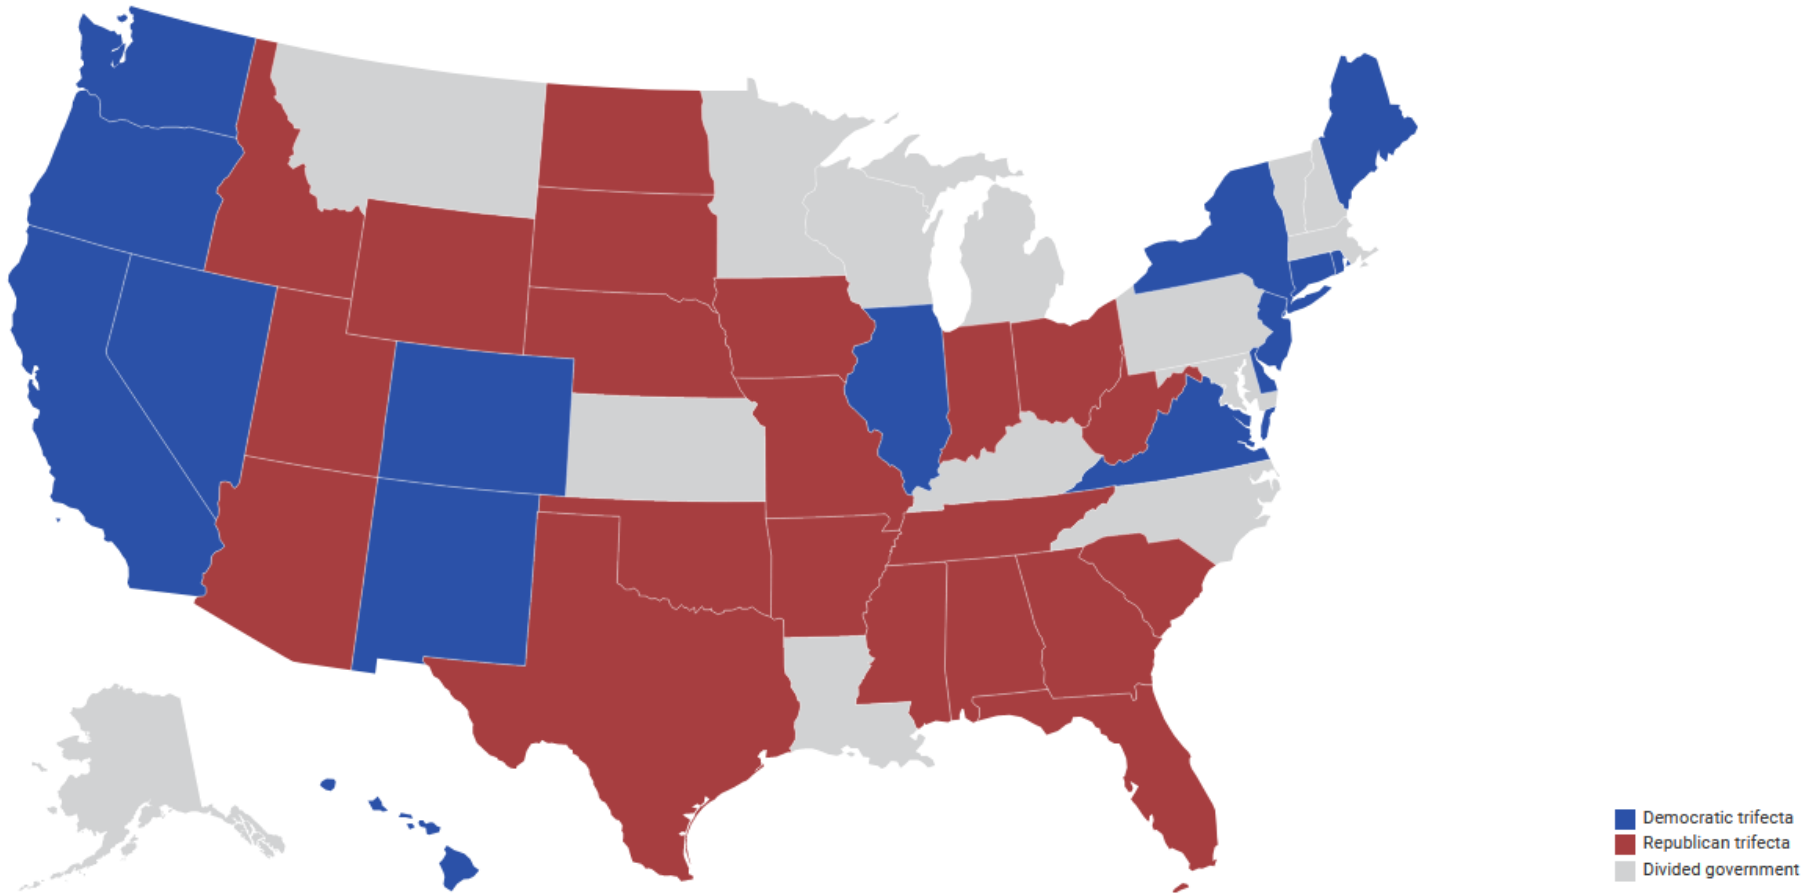 Democratic trifecta
Republican trifecta
Divided government